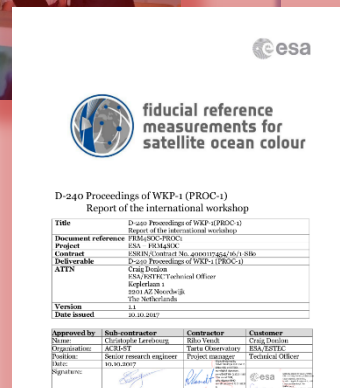 esa
fiducial reference
measurements for
satellite ocean colour
D-240 Proceedings of WKP-1 (PROC-1)
Report of the international workshop
Title D-240 Proceedings of WKP-1 (PROC-1)
Report of the international workshop
Document reference FRM4SOC-PROC1
Project ESA – FRM4SOC
Contract ESRIN/Contract No. 4000117454/16/1-SBo
Deliverable D-240 Proceedings of WKP-1 (PROC-1)
ATTN Craig Donlon
ESA/ESTEC Technical Officer
Keplerlaan 1
2201 AZ Noordwijk
The Netherlands
Version 1.1
Date issued 20.10.2017
Approved by Sub-contractor Contractor Customer
Name: Christophe Lerebourg Riho Vendt Craig Donlon
Organisation: ACRI-ST Tartu Observatory ESA/ESTEC
Position: Senior research engineer Project manager Technical Officer
Date: 10.10.2017
Signature:
esa